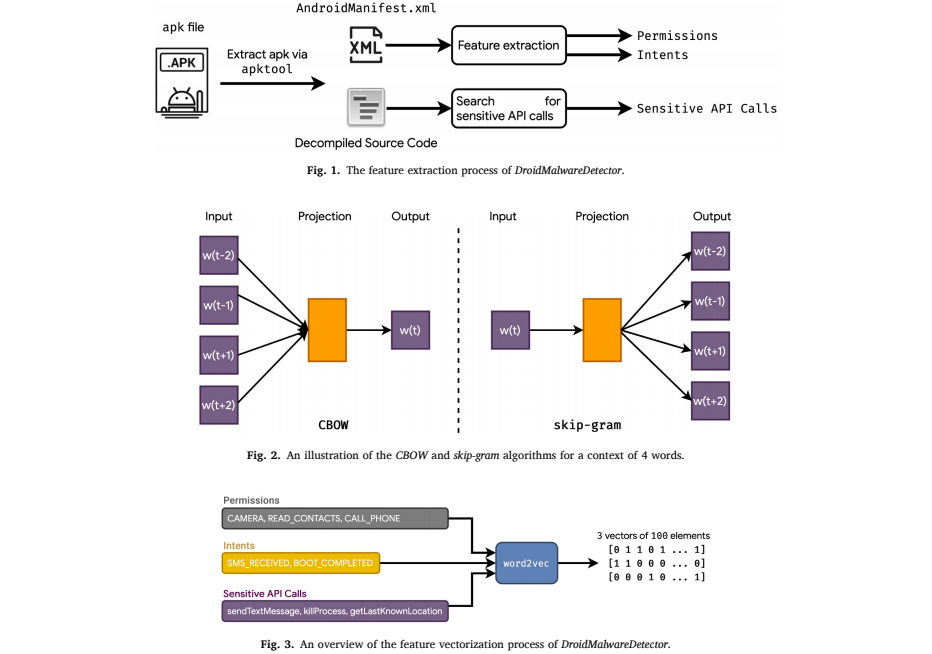 AndroidManifest.xml
apk file
.APK
Extract apk via
apktool
XML
Feature extraction
Permissions
Intents
Search for
sensitive API calls
Sensitive API Calls
Decompiled Source Code
Fig. 1. The feature extraction process of DroidMalwareDetector.
Input Projection Output
w(t-2)
w(t-1)
w(t+1)
w(t+2)
w(t)
CBOW
Input Projection Output
w(t)
w(t-2)
w(t-1)
w(t+1)
w(t+2)
skip-gram
Fig. 2. An illustration of the CBOW and skip-gram algorithms for a context of 4 words.
Permissions
CAMERA, READ_CONTACTS, CALL_PHONE
Intents
SMS_RECEIVED, BOOT_COMPLETED
Sensitive API Calls
sendTextMessage, killProcess, getLastKnownLocation
word2vec
3 vectors of 100 elements
[0 1 1 0 1 ... 1]
[1 1 0 0 0 ... 0]
[0 0 0 1 0 ... 1]
Fig. 3. An overview of the feature vectorization process of DroidMalwareDetector.